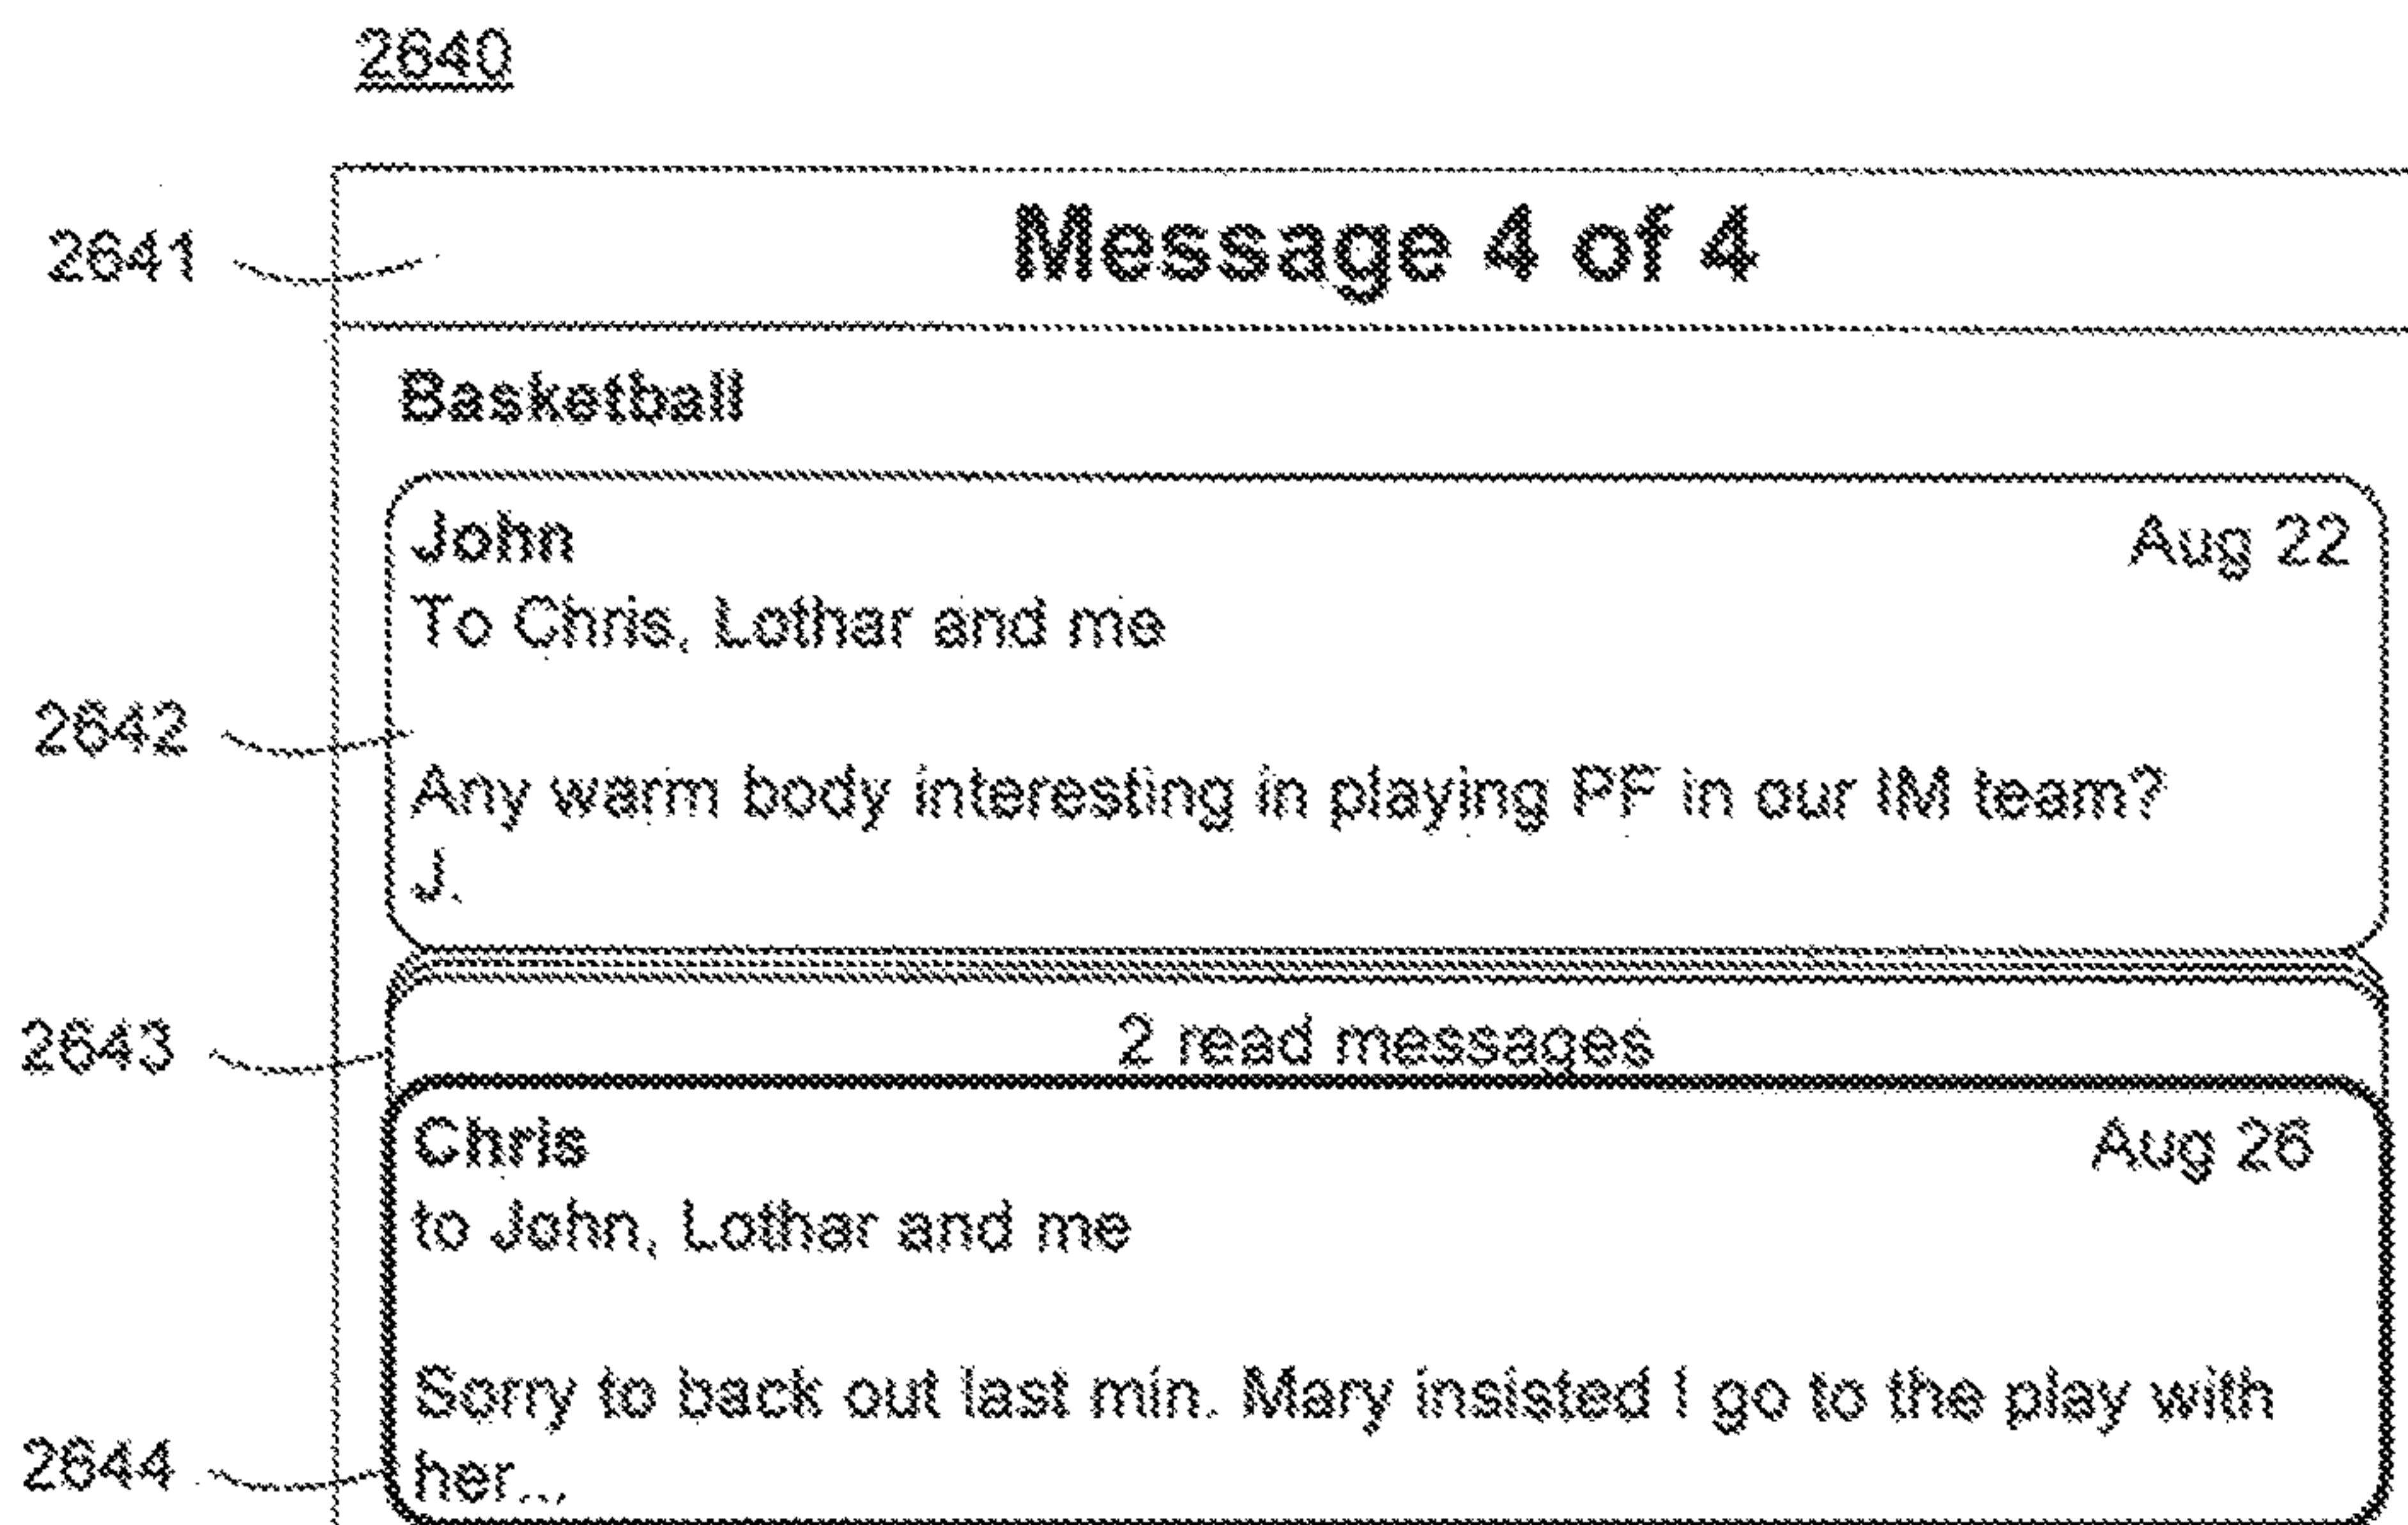 2640
2641
Message 4 of 4
Basketball
John Aug 22
To Chris, Lothar and me
2642
Any warm body interesting in playing PF in our IM team?
J.
2643
2 read messages
Chris Aug 26
to John, Lothar and me
Sorry to back out last min. Mary insisted I go to the play with
2644
her...